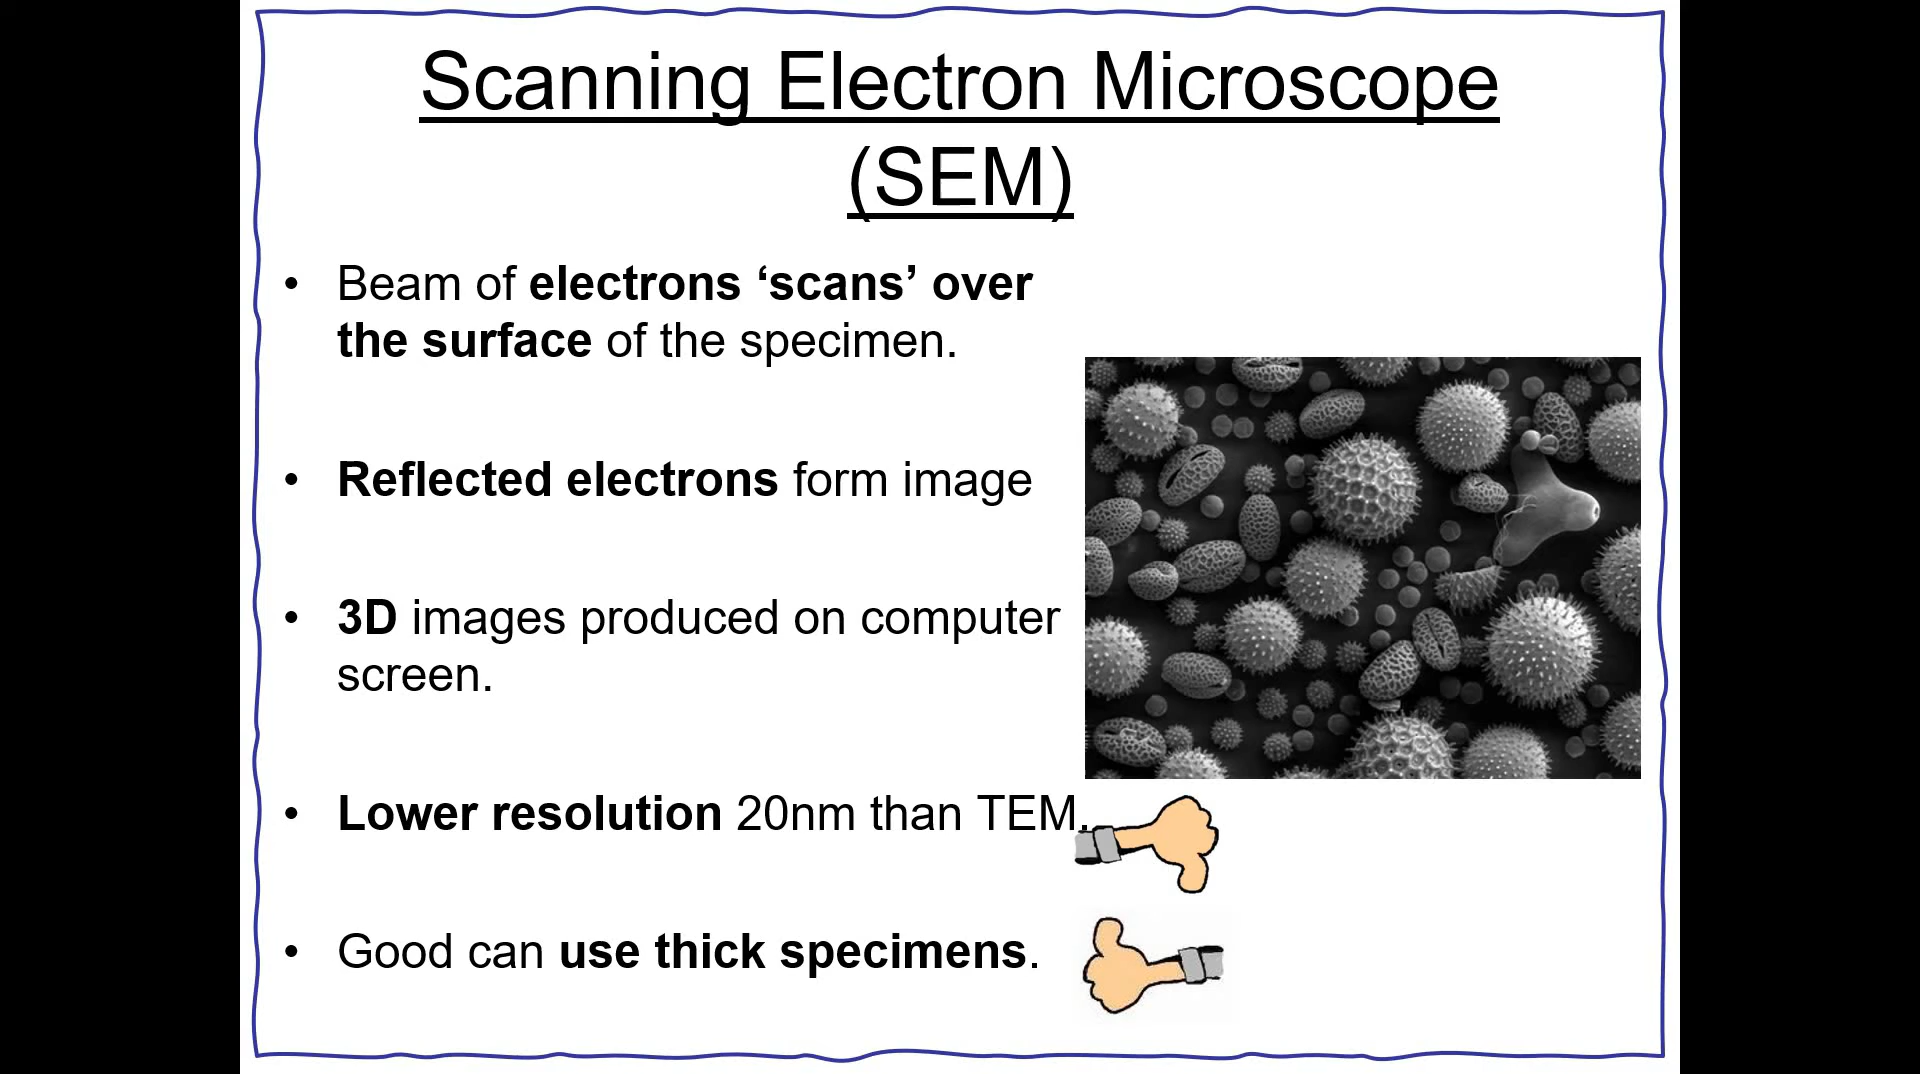 Scanning Electron Microscope
(SEM)
• Beam of electrons ‘scans’ over
the surface of the specimen.
• Reflected electrons form image
• 3D images produced on computer
screen.
• Lower resolution 20nm than TEM.
• Good can use thick specimens.